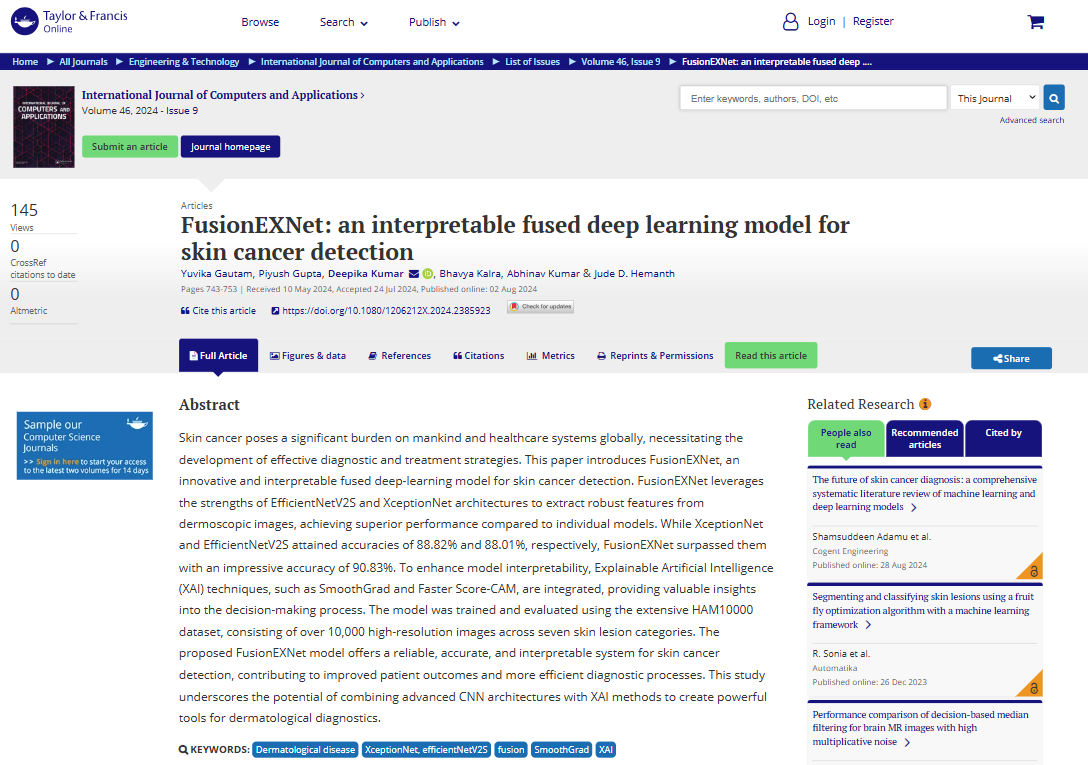 Taylor & Francis
Online
Browse
Search
Publish
Login | Register
Home ▶ All Journals ▶ Engineering & Technology ▶ International Journal of Computers and Applications ▶ List of Issues ▶ Volume 46, Issue 9 ▶ FusionEXNet: an interpretable fused deep ....
INTERNATIONAL JOURNAL OF
COMPUTERS AND
APPLICATIONS
International Journal of Computers and Applications ›
Volume 46, 2024 - Issue 9
Submit an article
Journal homepage
Enter keywords, authors, DOI, etc
This Journal
Advanced search
145
Views
0
CrossRef
citations to date
0
Altmetric
Articles
FusionEXNet: an interpretable fused deep learning model for
skin cancer detection
Yuvika Gautam, Piyush Gupta, Deepika Kumar iD, Bhavya Kalra, Abhinav Kumar & Jude D. Hemanth
Pages 743-753 | Received 10 May 2024, Accepted 24 Jul 2024, Published online: 02 Aug 2024
Cite this article
https://doi.org/10.1080/1206212X.2024.2385923
Check for updates
Full Article
Figures & data
References
Citations
Metrics
Reprints & Permissions
Read this article
Share
Sample our
Computer Science
Journals
>> Sign in here to start your access
to the latest two volumes for 14 days
Abstract
Skin cancer poses a significant burden on mankind and healthcare systems globally, necessitating the
development of effective diagnostic and treatment strategies. This paper introduces FusionEXNet, an
innovative and interpretable fused deep-learning model for skin cancer detection. FusionEXNet leverages
the strengths of EfficientNetV2S and XceptionNet architectures to extract robust features from
dermoscopic images, achieving superior performance compared to individual models. While XceptionNet
and EfficientNetV2S attained accuracies of 88.82% and 88.01%, respectively, FusionEXNet surpassed them
with an impressive accuracy of 90.83%. To enhance model interpretability, Explainable Artificial Intelligence
(XAI) techniques, such as SmoothGrad and Faster Score-CAM, are integrated, providing valuable insights
into the decision-making process. The model was trained and evaluated using the extensive HAM10000
dataset, consisting of over 10,000 high-resolution images across seven skin lesion categories. The
proposed FusionEXNet model offers a reliable, accurate, and interpretable system for skin cancer
detection, contributing to improved patient outcomes and more efficient diagnostic processes. This study
underscores the potential of combining advanced CNN architectures with XAI methods to create powerful
tools for dermatological diagnostics.
KEYWORDS: Dermatological disease XceptionNet, efficientNetV2S fusion SmoothGrad XAI
Related Research i
People also
read
Recommended
articles
Cited by
The future of skin cancer diagnosis: a comprehensive
systematic literature review of machine learning and
deep learning models
Shamsuddeen Adamu et al.
Cogent Engineering
Published online: 28 Aug 2024
Segmenting and classifying skin lesions using a fruit
fly optimization algorithm with a machine learning
framework
R. Sonia et al.
Automatika
Published online: 26 Dec 2023
Performance comparison of decision-based median
filtering for brain MR images with high
multiplicative noise